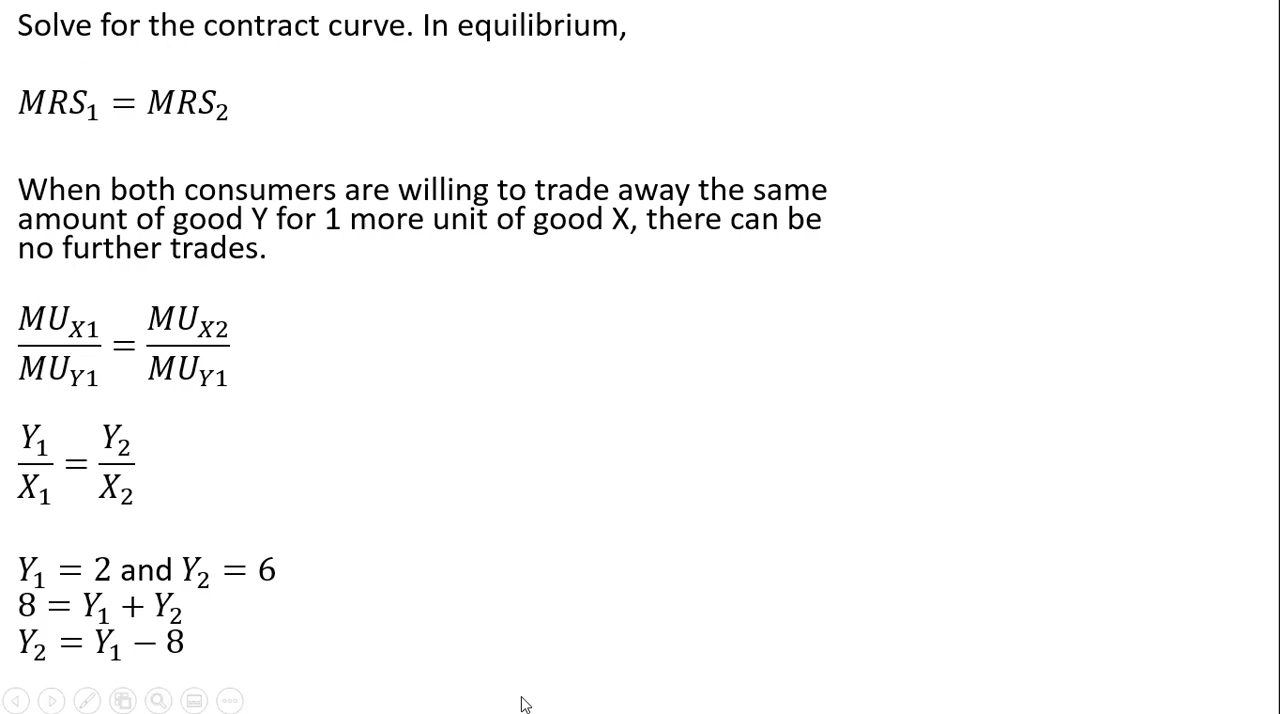 Solve for the contract curve. In equilibrium,
MRS₁ = MRS₂
When both consumers are willing to trade away the same
amount of good Y for 1 more unit of good X, there can be
no further trades.
MU_X1 / MU_Y1 = MU_X2 / MU_Y1
Y₁ / X₁ = Y₂ / X₂
Y₁ = 2 and Y₂ = 6
8 = Y₁ + Y₂
Y₂ = Y₁ − 8